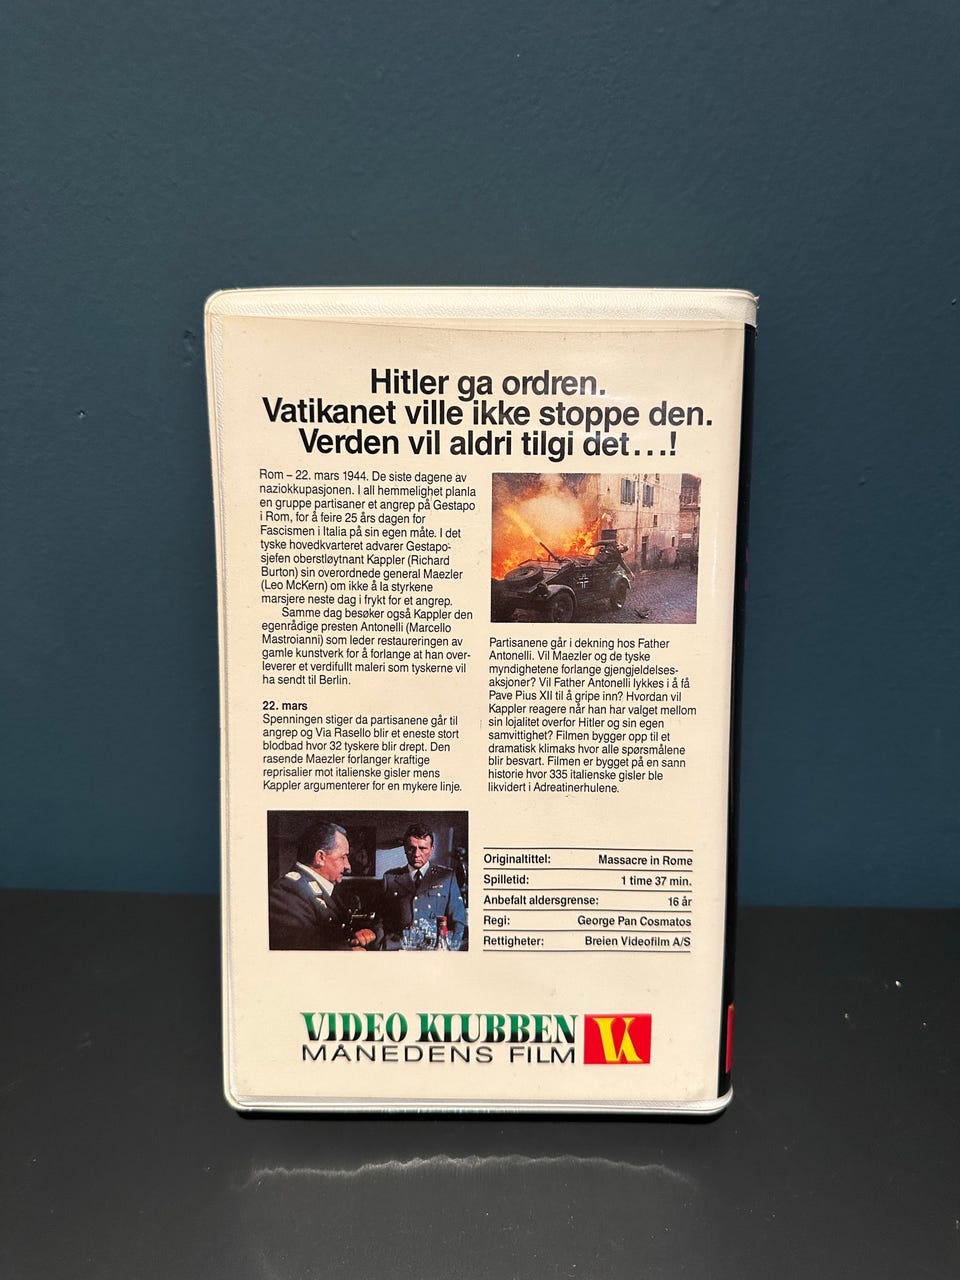 Hitler ga ordren.
Vatikanet ville ikke stoppe den.
Verden vil aldri tilgi det...!
Rom – 22. mars 1944. De siste dagene av
naziokkupasjonen. I all hemmelighet planla
en gruppe partisaner et angrep på Gestapo
i Rom, for å feire 25 års dagen for
Fascismen i Italia på sin egen måte. I det
tyske hovedkvarteret advarer Gestapo-
sjefen oberstløytnant Kappler (Richard
Burton) sin overordnede general Maezler
(Leo McKern) om ikke å la styrkene
marsjere neste dag i frykt for et angrep.
Samme dag besøker også Kappler den
egenrådige presten Antonelli (Marcello
Mastroianni) som leder restaureringen av
gamle kunstverk for å forlange at han over-
leverer et verdifullt maleri som tyskerne vil
ha sendt til Berlin.
22. mars
Spenningen stiger da partisanene går til
angrep og Via Rasello blir et eneste stort
blodbad hvor 32 tyskere blir drept. Den
rasende Maezler forlanger kraftige
reprisalier mot italienske gisler mens
Kappler argumenterer for en mykere linje.
Partisanene går i dekning hos Father
Antonelli. Vil Maezler og de tyske
myndighetene forlange gjengjeldelses-
aksjoner? Vil Father Antonelli lykkes i å få
Pave Pius XII til å gripe inn? Hvordan vil
Kappler reagere når han har valget mellom
sin lojalitet overfor Hitler og sin egen
samvittighet? Filmen bygger opp til et
dramatisk klimaks hvor alle spørsmålene
blir besvart. Filmen er bygget på en sann
historie hvor 335 italienske gisler ble
likvidert i Adreatinerhulene.
Originaltittel: Massacre in Rome
Spilletid: 1 time 37 min.
Anbefalt aldersgrense: 16 år
Regi: George Pan Cosmatos
Rettigheter: Breien Videofilm A/S
VIDEO KLUBBEN
MÅNEDENS FILM
VK